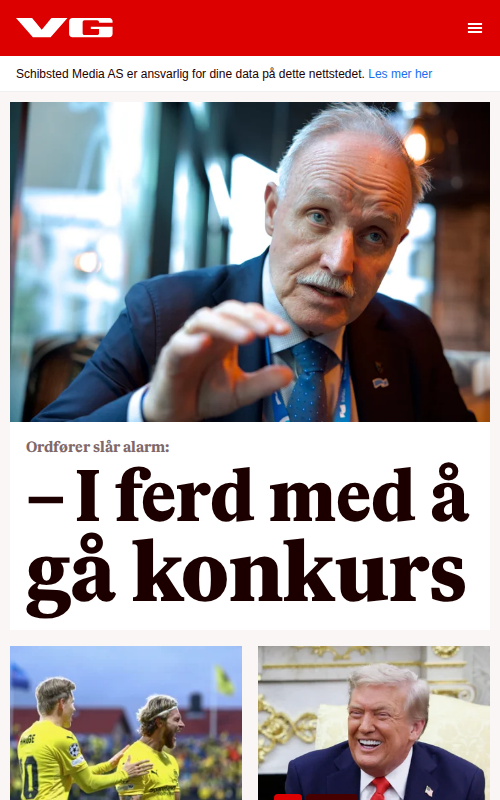 VG
Schibsted Media AS er ansvarlig for dine data på dette nettstedet. Les mer her
Ordfører slår alarm:
– I ferd med å
gå konkurs